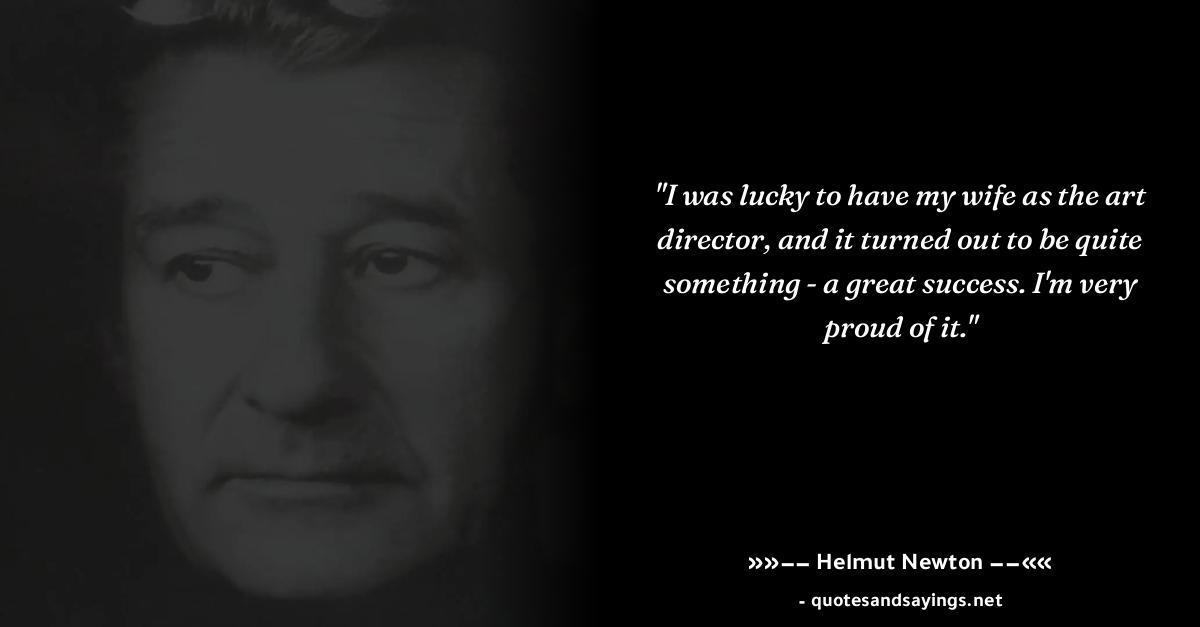 "I was lucky to have my wife as the art
director, and it turned out to be quite
something - a great success. I'm very
proud of it."
»»–– Helmut Newton ––««
- quotesandsayings.net